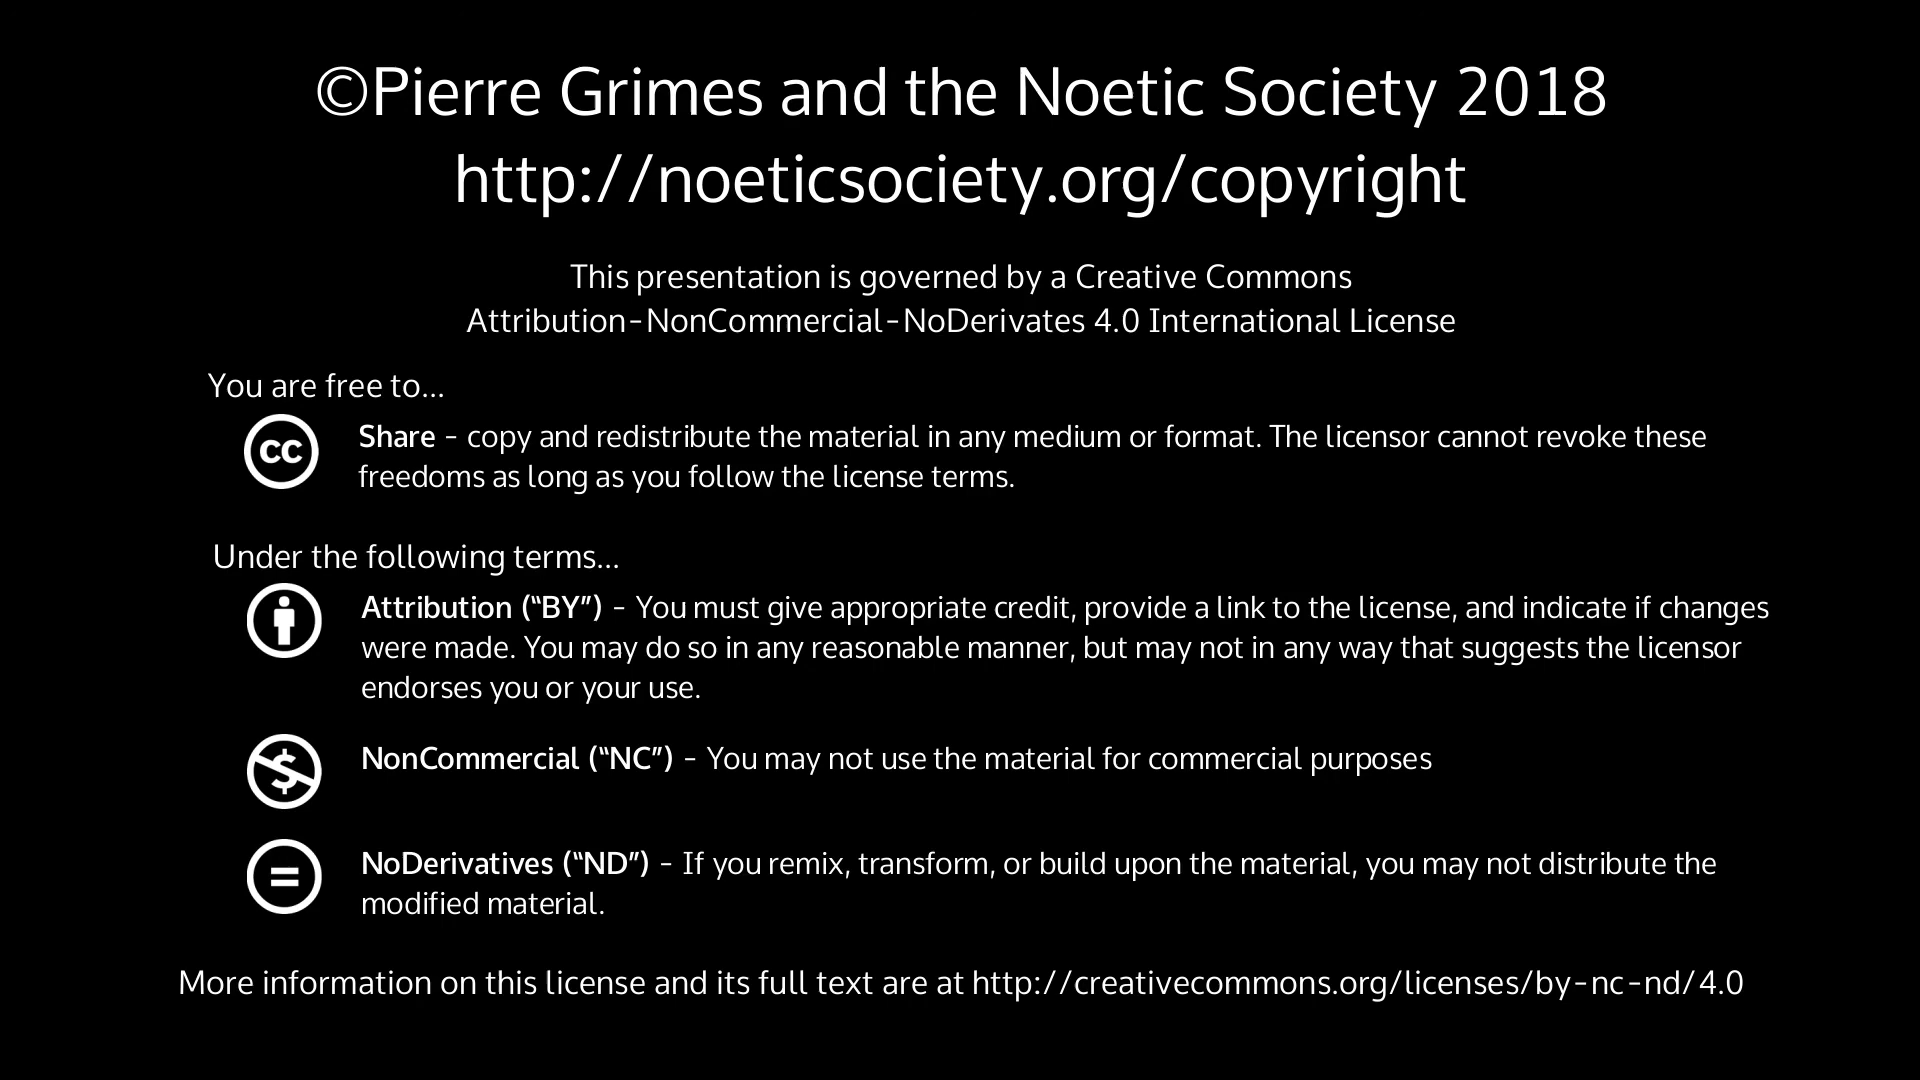 ©Pierre Grimes and the Noetic Society 2018
http://noeticsociety.org/copyright
This presentation is governed by a Creative Commons
Attribution-NonCommercial-NoDerivates 4.0 International License
You are free to...
cc
Share - copy and redistribute the material in any medium or format. The licensor cannot revoke these
freedoms as long as you follow the license terms.
Under the following terms...
Attribution (“BY”) - You must give appropriate credit, provide a link to the license, and indicate if changes
were made. You may do so in any reasonable manner, but may not in any way that suggests the licensor
endorses you or your use.
$
NonCommercial (“NC”) - You may not use the material for commercial purposes
=
NoDerivatives (“ND”) - If you remix, transform, or build upon the material, you may not distribute the
modified material.
More information on this license and its full text are at http://creativecommons.org/licenses/by-nc-nd/4.0